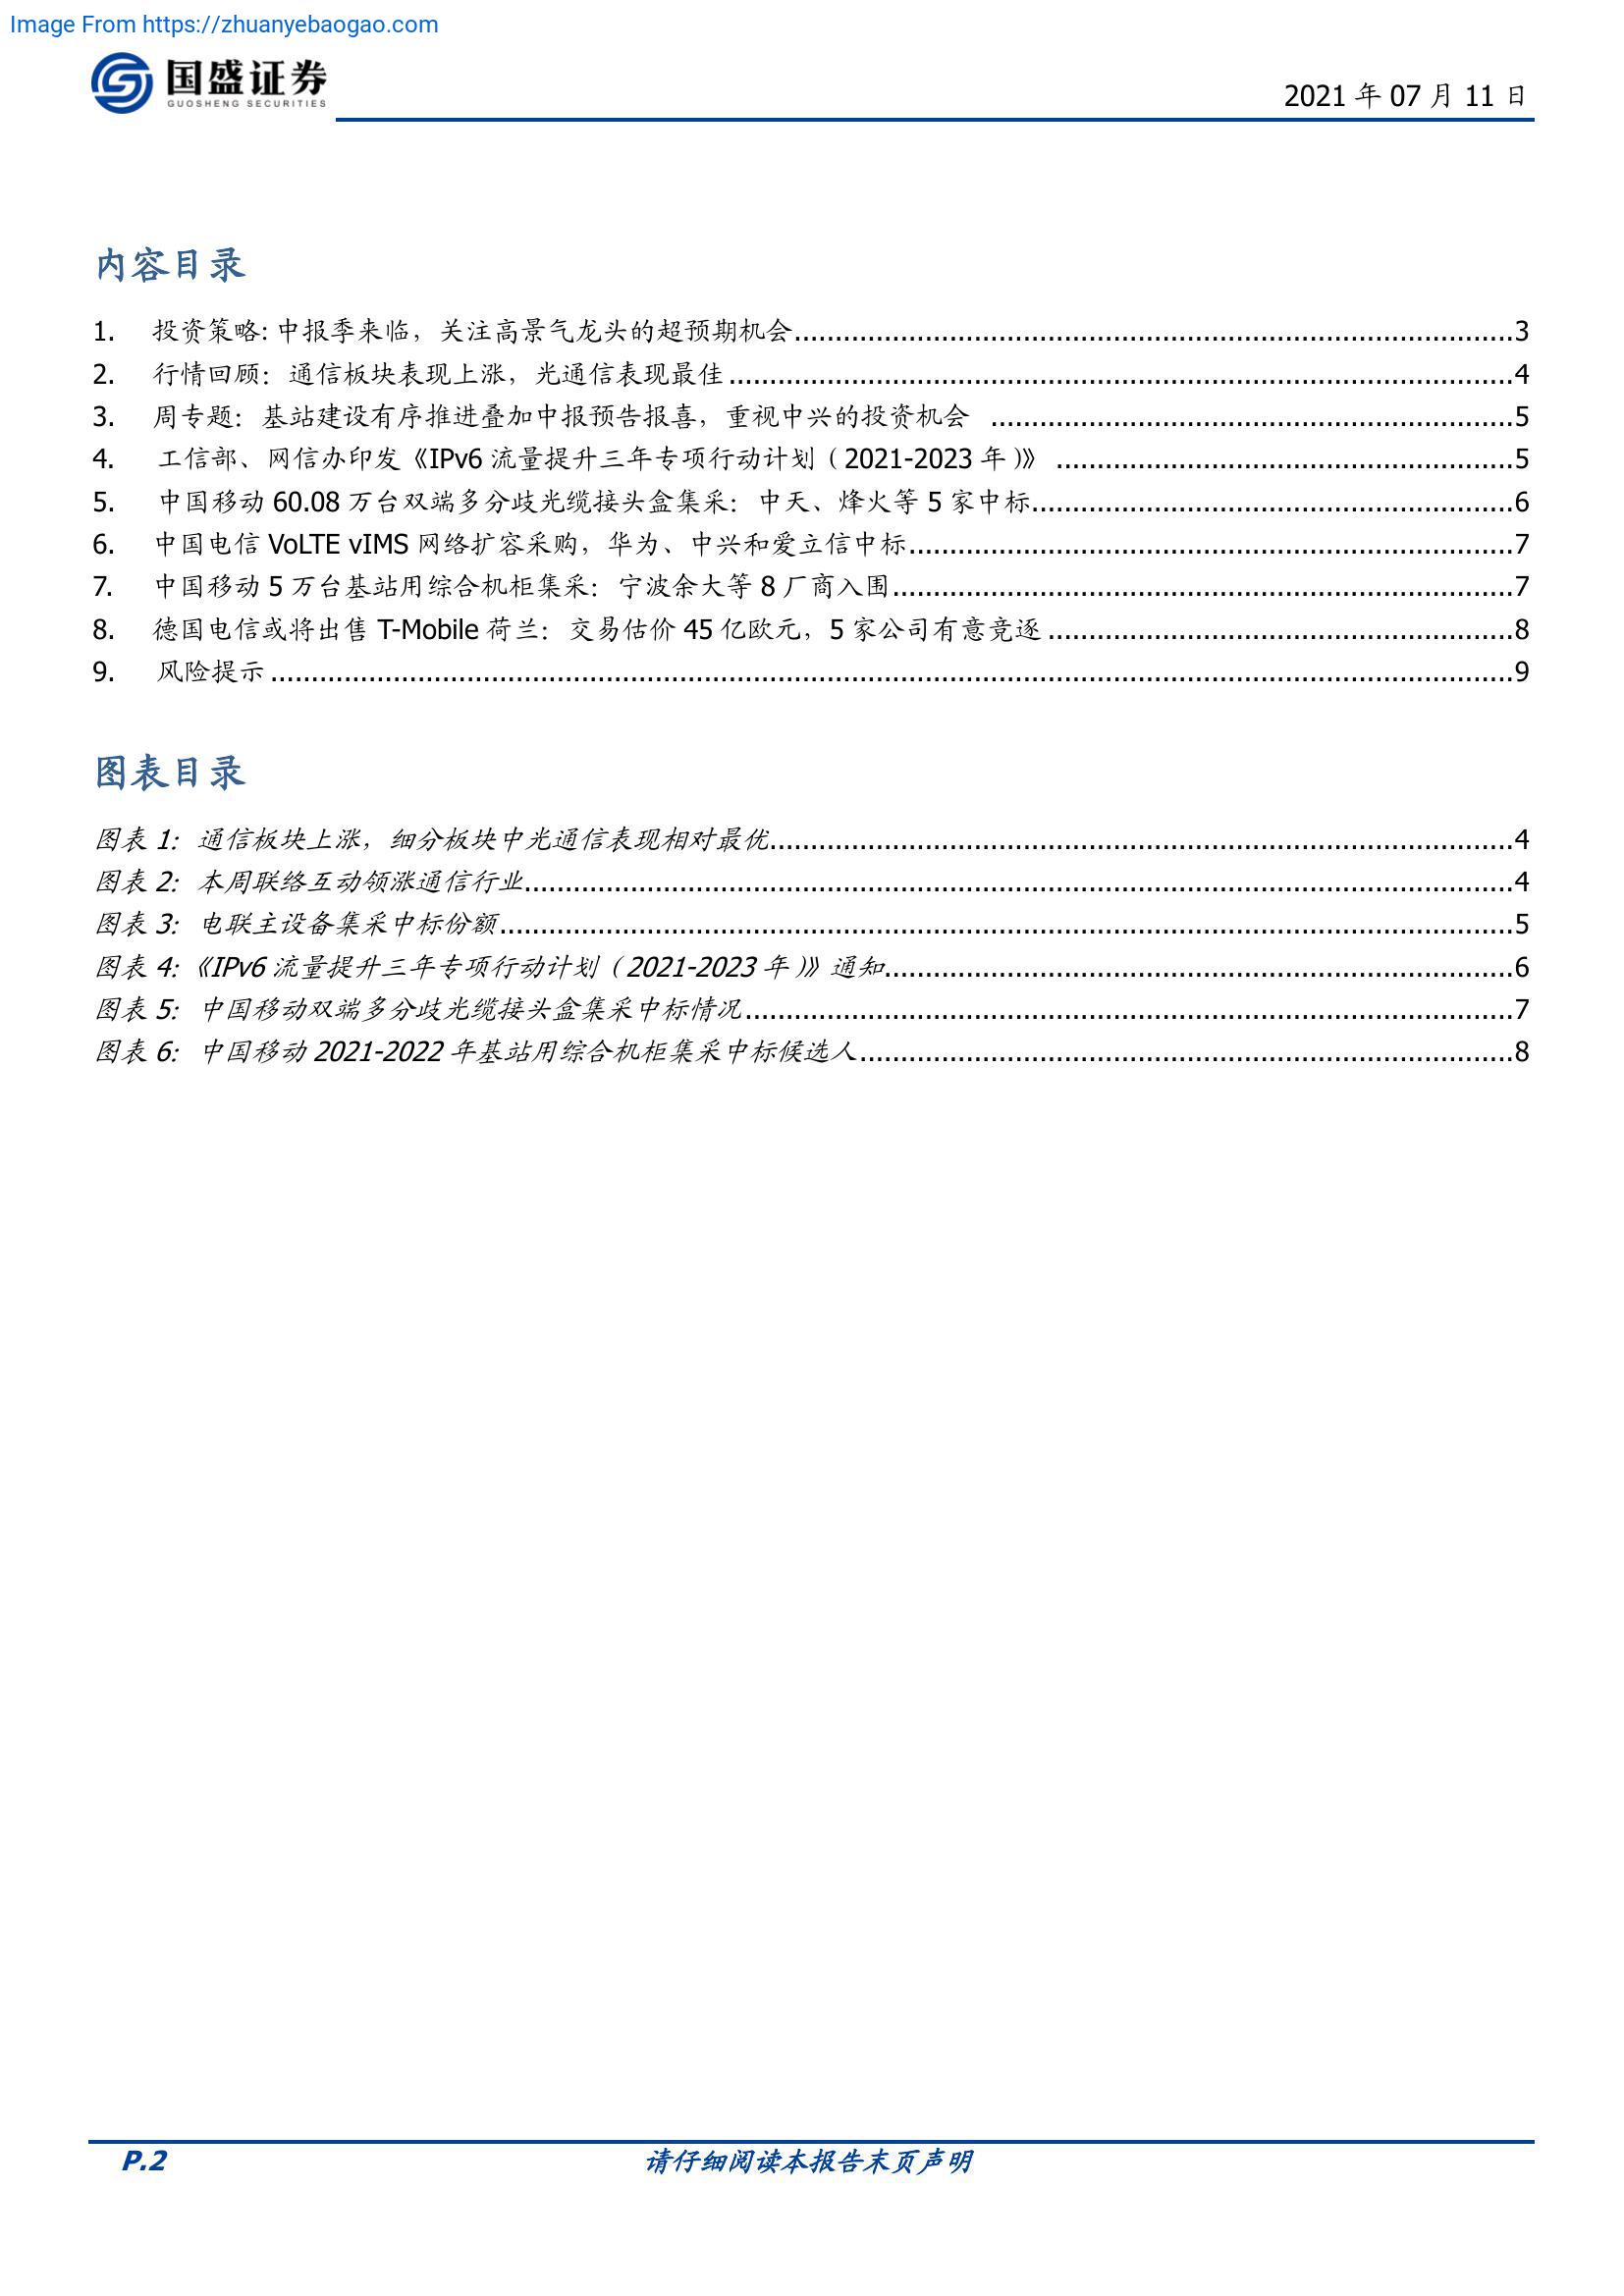 Image From https://zhuanyebaogao.com
国盛证券
GUOSHENG SECURITIES
2021 年 07 月 11 日
内容目录
1. 投资策略: 中报季来临，关注高景气龙头的超预期机会........................................................................................3
2. 行情回顾：通信板块表现上涨，光通信表现最佳................................................................................................4
3. 周专题：基站建设有序推进叠加中报预告报喜，重视中兴的投资机会 ................................................................5
4. 工信部、网信办印发《IPv6 流量提升三年专项行动计划（2021-2023 年）》 ........................................................5
5. 中国移动 60.08 万台双端多分歧光缆接头盒集采：中天、烽火等 5 家中标...........................................................6
6. 中国电信 VoLTE vIMS 网络扩容采购，华为、中兴和爱立信中标..........................................................................7
7. 中国移动 5 万台基站用综合机柜集采：宁波余大等 8 厂商入围............................................................................7
8. 德国电信或将出售 T-Mobile 荷兰：交易估价 45 亿欧元，5 家公司有意竞逐.........................................................8
9. 风险提示........................................................................................................................................................9
图表目录
图表 1：通信板块上涨，细分板块中光通信表现相对最优...........................................................................................4
图表 2：本周联络互动领涨通信行业.........................................................................................................................4
图表 3：电联主设备集采中标份额............................................................................................................................5
图表 4：《IPv6 流量提升三年专项行动计划（2021-2023 年）》通知.............................................................................6
图表 5：中国移动双端多分歧光缆接头盒集采中标情况..............................................................................................7
图表 6：中国移动 2021-2022 年基站用综合机柜集采中标候选人................................................................................8
P.2
请仔细阅读本报告末页声明